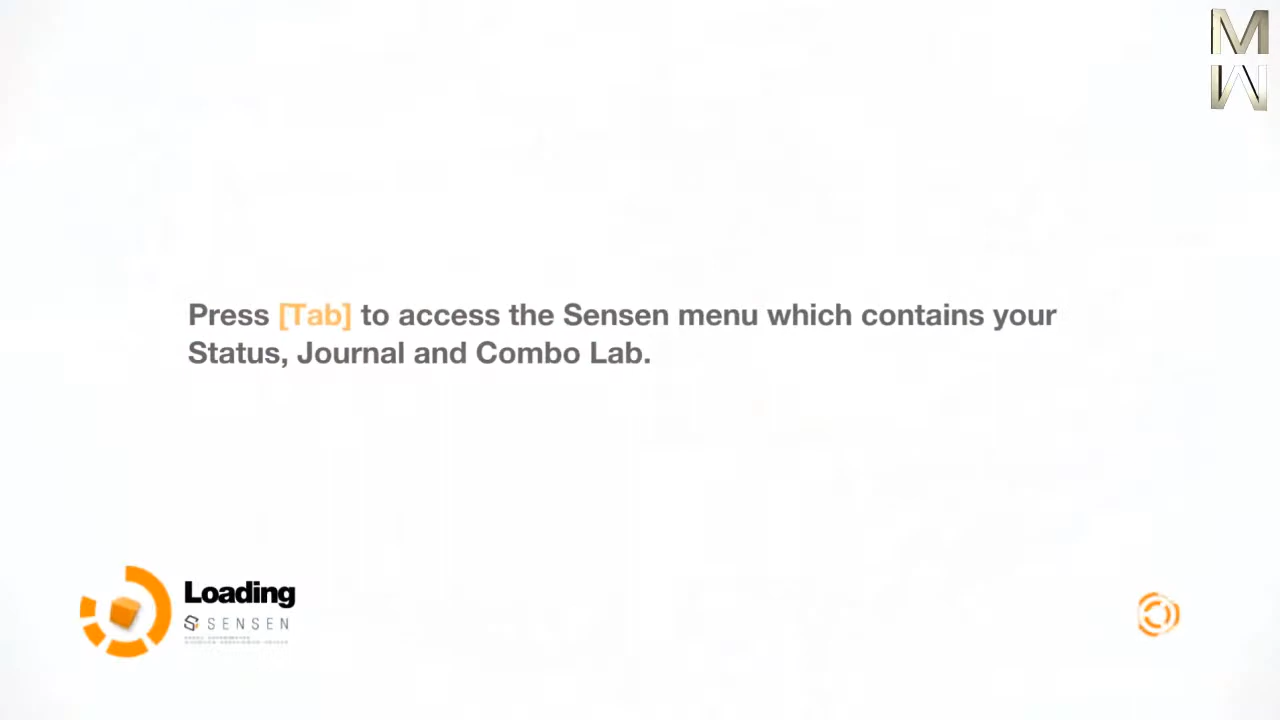 M
Press [Tab] to access the Sensen menu which contains your
Status, Journal and Combo Lab.
Loading
SENSEN